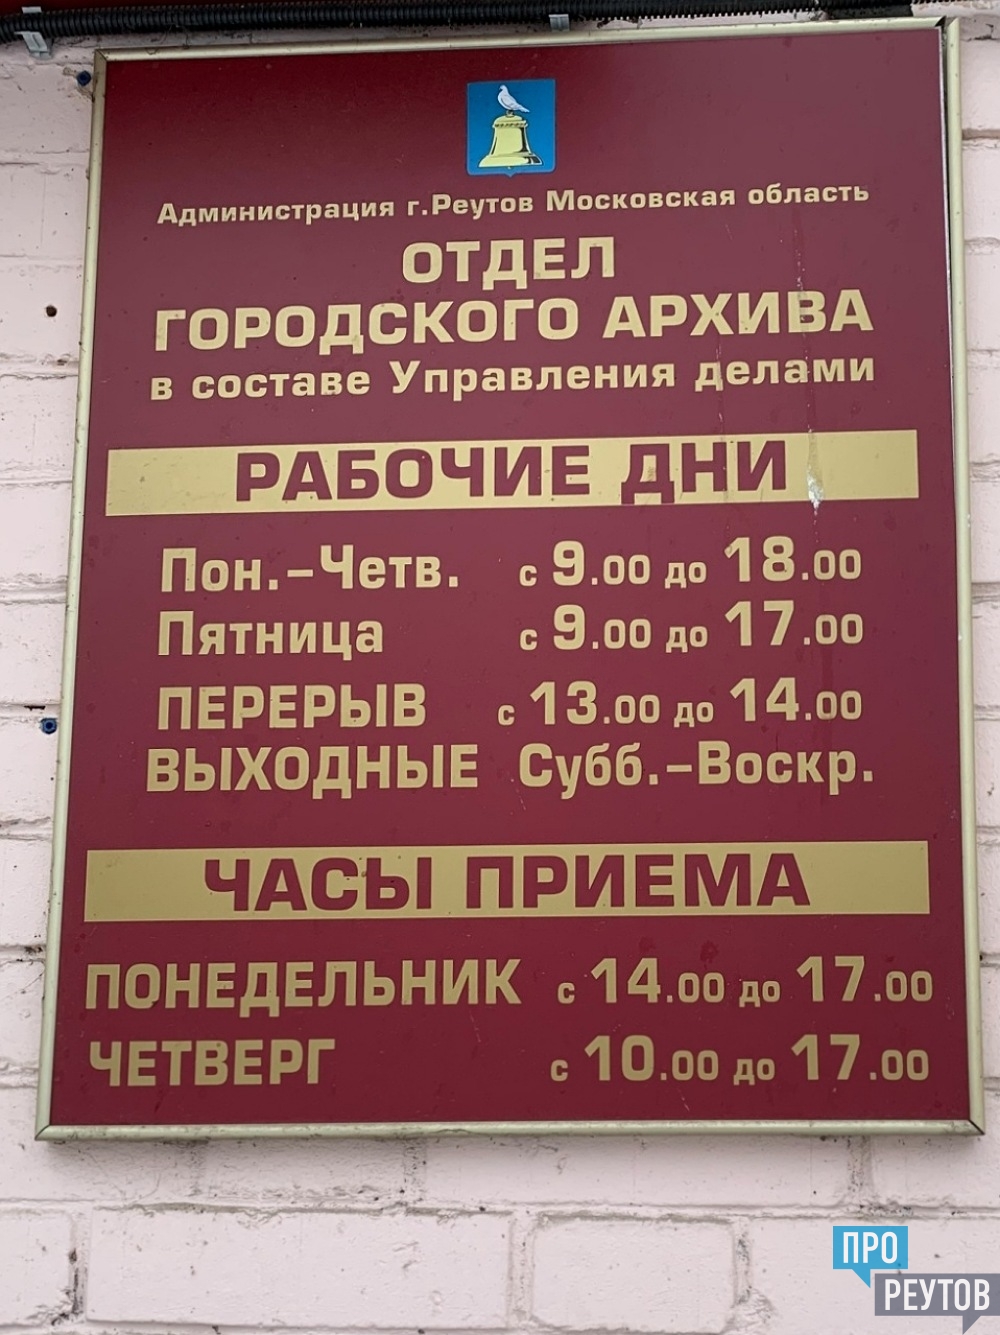 Администрация г.Реутов Московская область
ОТДЕЛ
ГОРОДСКОГО АРХИВА
в составе Управления делами
РАБОЧИЕ ДНИ
Пон.-Четв. с 9.00 до 18.00
Пятница с 9.00 до 17.00
ПЕРЕРЫВ с 13.00 до 14.00
ВЫХОДНЫЕ Субб.-Воскр.
ЧАСЫ ПРИЕМА
ПОНЕДЕЛЬНИК с 14.00 до 17.00
ЧЕТВЕРГ с 10.00 до 17.00
ПРО
РЕУТОВ